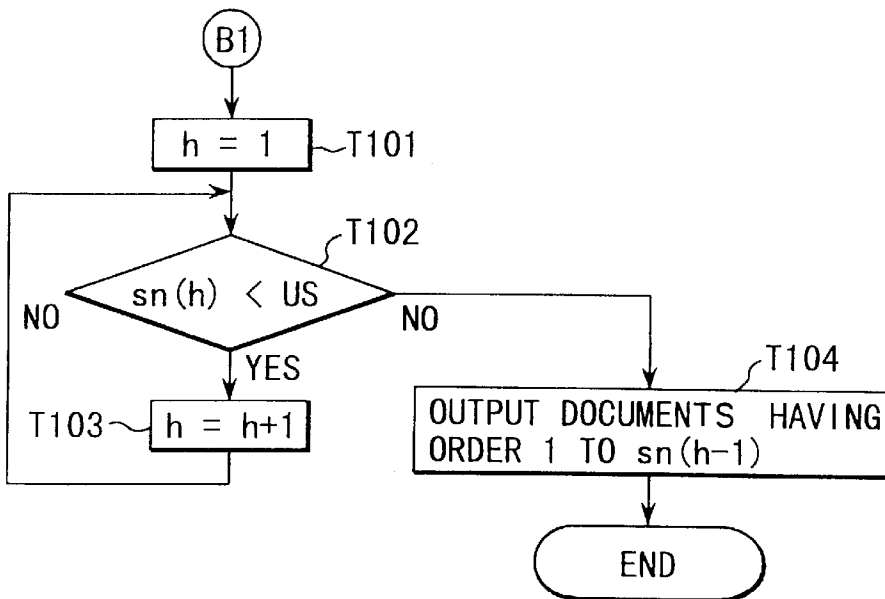 B1
h = 1
T101
T102
sn(h) < US
NO
NO
YES
T103
h = h+1
T104
OUTPUT DOCUMENTS HAVING
ORDER 1 TO sn(h-1)
END